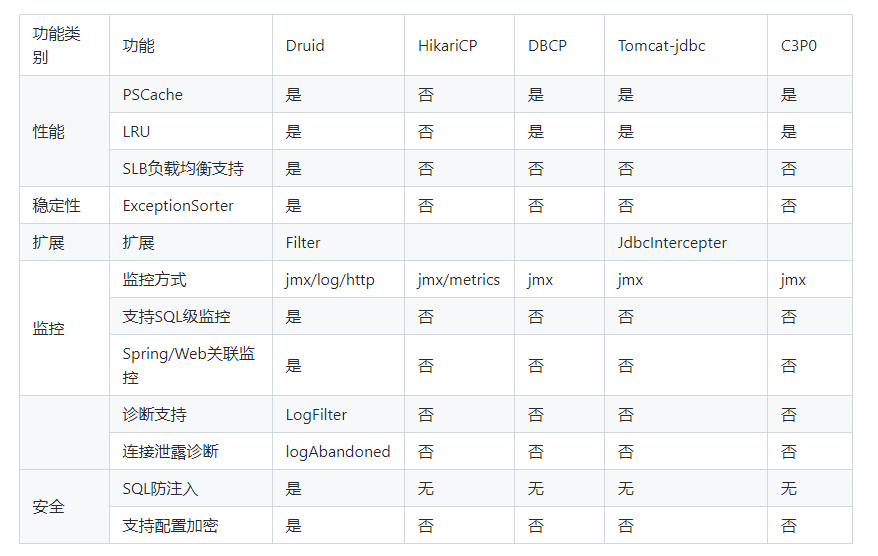 功能类
别
功能
Druid
HikariCP
DBCP
Tomcat-jdbc
C3P0
性能
PSCache
是
否
是
是
是
LRU
是
否
是
是
是
SLB负载均衡支持
是
否
否
否
否
稳定性
ExceptionSorter
是
否
否
否
否
扩展
扩展
Filter
JdbcIntercepter
监控
监控方式
jmx/log/http
jmx/metrics
jmx
jmx
jmx
支持SQL级监控
是
否
否
否
否
Spring/Web关联监
控
是
否
否
否
否
诊断支持
LogFilter
否
否
否
否
连接泄露诊断
logAbandoned
否
否
否
否
安全
SQL防注入
是
无
无
无
无
支持配置加密
是
否
否
否
否